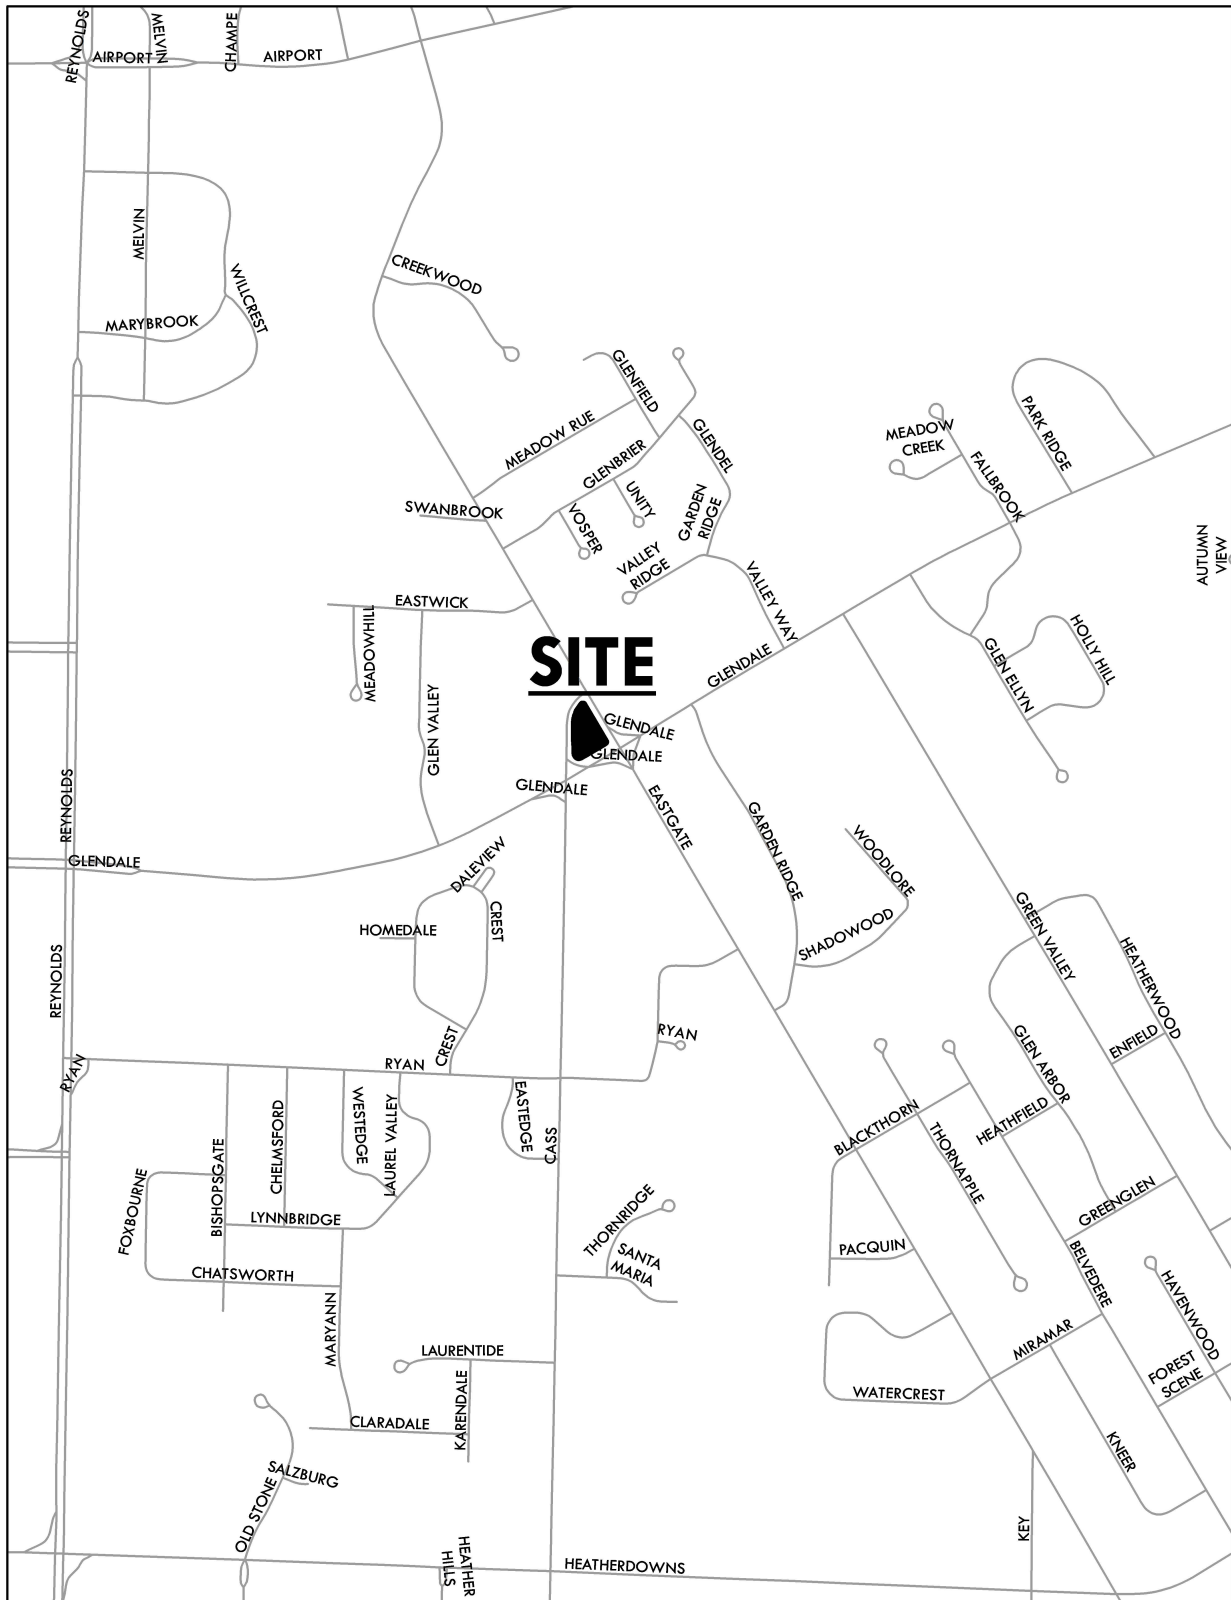 REYNOLDS
MELVIN
CHAMPE
AIRPORT
AIRPORT
MELVIN
WILLCREST
MARYBROOK
CREEKWOOD
GLENFIELD
MEADOW RUE
GLENBRIER
GLENDEL
SWANBROOK
UNITY
VOSPER
GARDEN
RIDGE
VALLEY
RIDGE
VALLEY WAY
MEADOW
CREEK
FALLBROOK
PARK RIDGE
AUTUMN
VIEW
EASTWICK
MEADOWHILL
GLEN VALLEY
SITE
GLENDALE
GLENDALE
GLENDALE
GLENDALE
HOLLY HILL
GLEN ELLYN
REYNOLDS
GLENDALE
EASTGATE
GARDEN RIDGE
WOODLORE
SHADOWOOD
DALEVIEW
HOMEDALE
CREST
GREEN VALLEY
HEATHERWOOD
REYNOLDS
RYAN
RYAN
CREST
RYAN
GLEN ARBOR
ENFIELD
BISHOPSGATE
CHELMSFORD
WESTEDGE
LAUREL VALLEY
EASTEDGE
CASS
BLACKTHORN
HEATHFIELD
THORNAPPLE
FOXBOURNE
LYNNBRIDGE
CHATSWORTH
THORNRIDGE
SANTA
MARIA
PACQUIN
GREENGLEN
BELVEDERE
HAVENWOOD
MARYANN
LAURENTIDE
KARENDALE
CLARADALE
WATERCREST
MIRAMAR
FOREST
SCENE
KNEER
SALZBURG
OLD STONE
HEATHER
HILLS
HEATHERDOWNS
KEY